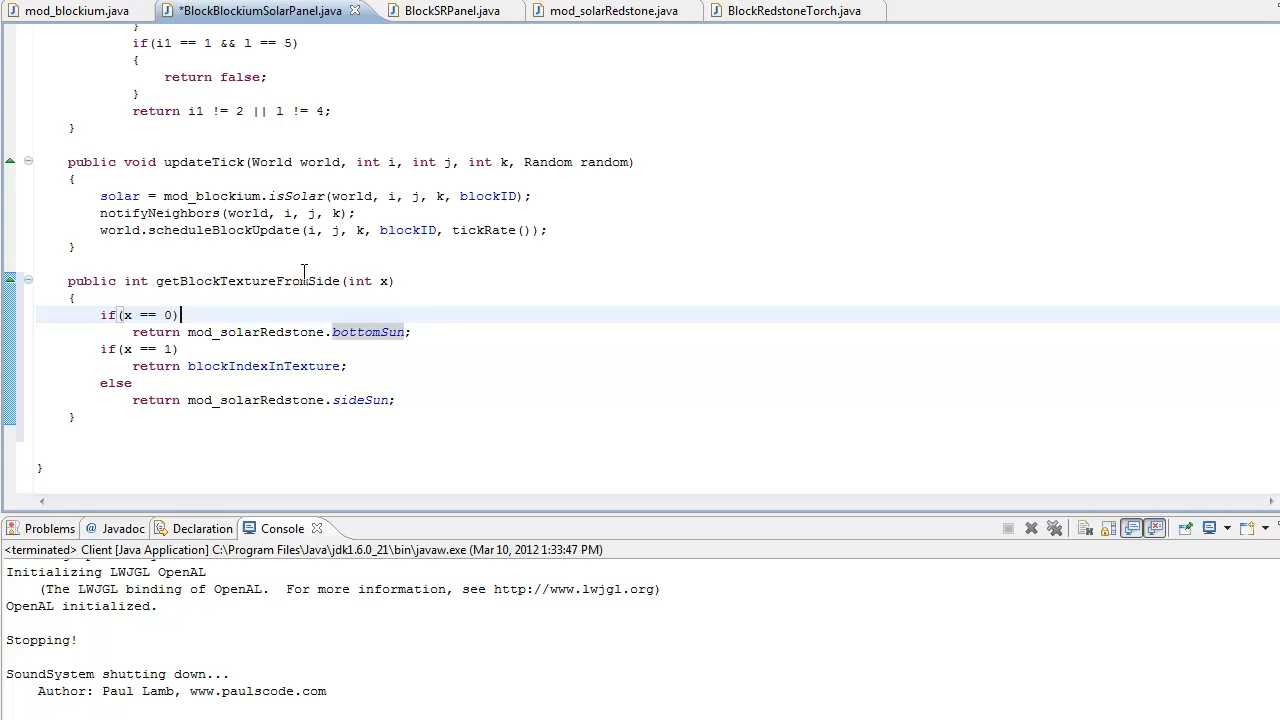 mod_blockium.java
*BlockBlockiumSolarPanel.java
BlockSRPanel.java
mod_solarRedstone.java
BlockRedstoneTorch.java
}
if(i1 == 1 && l == 5)
{
return false;
}
return i1 != 2 || l != 4;
}
public void updateTick(World world, int i, int j, int k, Random random)
{
solar = mod_blockium.isSolar(world, i, j, k, blockID);
notifyNeighbors(world, i, j, k);
world.scheduleBlockUpdate(i, j, k, blockID, tickRate());
}
public int getBlockTextureFromSide(int x)
{
if(x == 0)
return mod_solarRedstone.bottomSun;
if(x == 1)
return blockIndexInTexture;
else
return mod_solarRedstone.sideSun;
}
}
Problems
Javadoc
Declaration
Console
<terminated> Client [Java Application] C:\Program Files\Java\jdk1.6.0_21\bin\javaw.exe (Mar 10, 2012 1:33:47 PM)
Initializing LWJGL OpenAL
(The LWJGL binding of OpenAL.  For more information, see http://www.lwjgl.org)
OpenAL initialized.
Stopping!
SoundSystem shutting down...
Author: Paul Lamb, www.paulscode.com